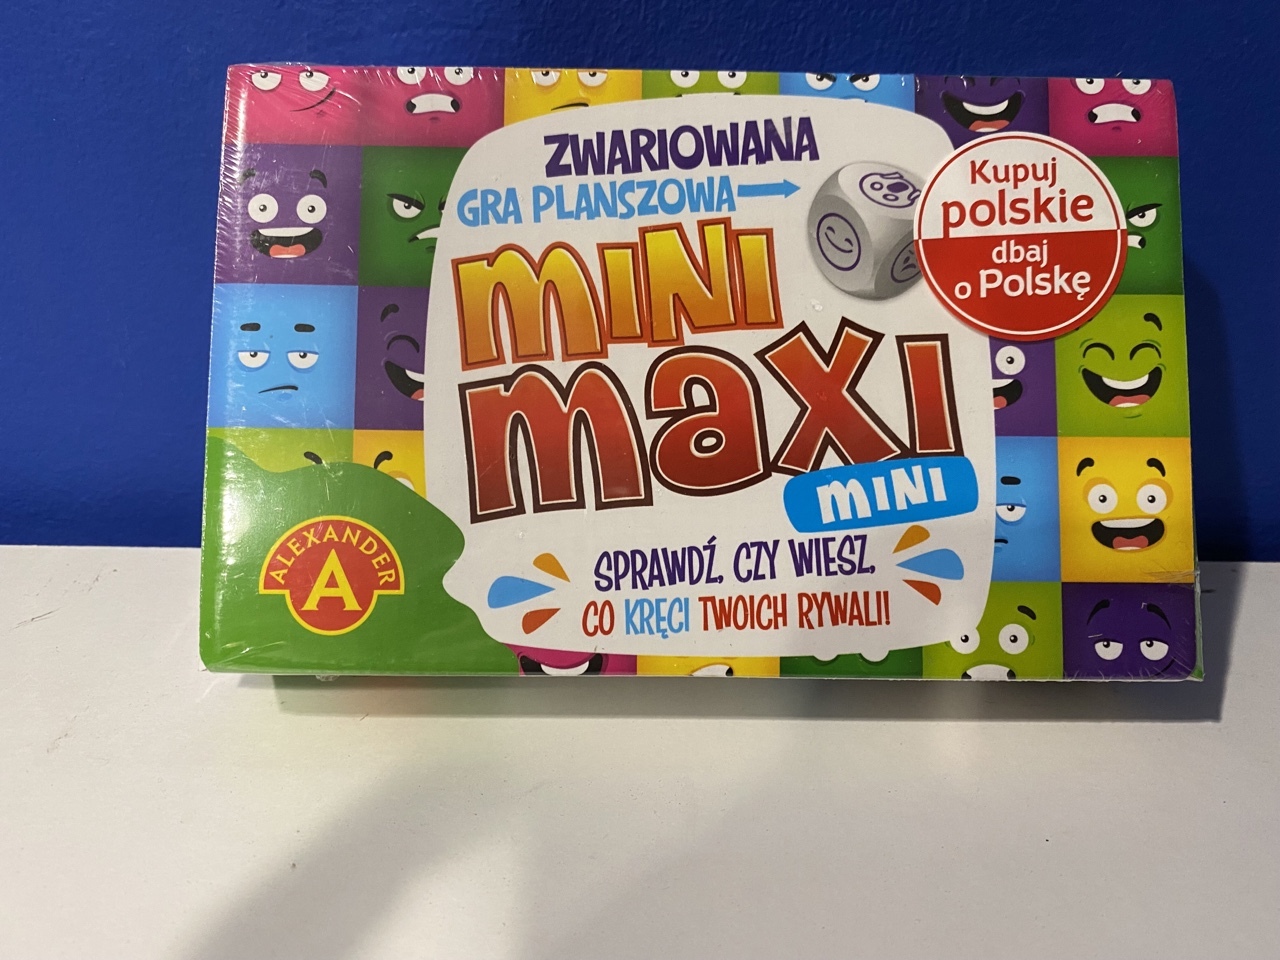 ZWARIOWANA
GRA PLANSZOWA
MINI
MAXI
MINI
SPRAWDŹ, CZY WIESZ,
CO KRĘCI TWOICH RYWALI!
Kupuj
polskie
dbaj
o Polskę
ALEXANDER
A